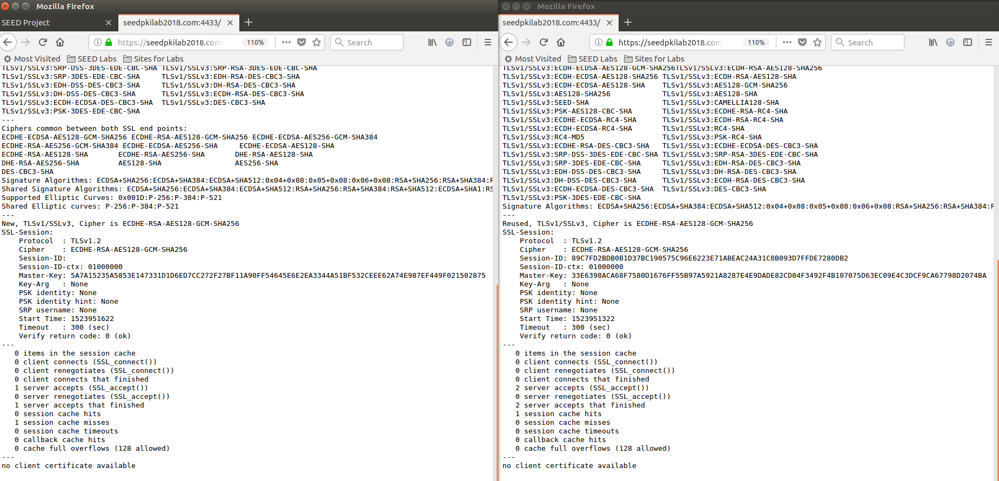 Mozilla Firefox
SEED Project
seedpkilab2018.com:4433/
https://seedpkilab2018.com
110%
Search
Most Visited
SEED Labs
Sites for Labs
TLSv1/SSLv3:SRP-DSS-3DES-EDE-CBC-SHA TLSv1/SSLv3:SRP-RSA-3DES-EDE-CBC-SHA
TLSv1/SSLv3:SRP-3DES-EDE-CBC-SHA     TLSv1/SSLv3:EDH-RSA-DES-CBC3-SHA
TLSv1/SSLv3:EDH-DSS-DES-CBC3-SHA     TLSv1/SSLv3:DH-RSA-DES-CBC3-SHA
TLSv1/SSLv3:DH-DSS-DES-CBC3-SHA      TLSv1/SSLv3:ECDH-RSA-DES-CBC3-SHA
TLSv1/SSLv3:ECDH-ECDSA-DES-CBC3-SHA  TLSv1/SSLv3:DES-CBC3-SHA
TLSv1/SSLv3:PSK-3DES-EDE-CBC-SHA
---
Ciphers common between both SSL end points:
ECDHE-ECDSA-AES128-GCM-SHA256 ECDHE-RSA-AES128-GCM-SHA256 ECDHE-ECDSA-AES256-GCM-SHA384
ECDHE-RSA-AES256-GCM-SHA384 ECDHE-ECDSA-AES256-SHA     ECDHE-ECDSA-AES128-SHA
ECDHE-RSA-AES128-SHA       ECDHE-RSA-AES256-SHA       DHE-RSA-AES128-SHA
DHE-RSA-AES256-SHA         AES128-SHA                 AES256-SHA
DES-CBC3-SHA
Signature Algorithms: ECDSA+SHA256:ECDSA+SHA384:ECDSA+SHA512:0x04+0x08:0x05+0x08:0x06+0x08:RSA+SHA256:RSA+SHA384:R
Shared Signature Algorithms: ECDSA+SHA256:ECDSA+SHA384:ECDSA+SHA512:RSA+SHA256:RSA+SHA384:RSA+SHA512:ECDSA+SHA1:RS
Supported Elliptic Curves: 0x001D:P-256:P-384:P-521
Shared Elliptic curves: P-256:P-384:P-521
---
New, TLSv1/SSLv3, Cipher is ECDHE-RSA-AES128-GCM-SHA256
SSL-Session:
    Protocol  : TLSv1.2
    Cipher    : ECDHE-RSA-AES128-GCM-SHA256
    Session-ID:
    Session-ID-ctx: 01000000
    Master-Key: 5A7A15235A5853E147331D1D6ED7CC272F27BF11A90FF54645E6E2EA3344A51BF532CEEE62A74E987EF449F021502875
    Key-Arg   : None
    PSK identity: None
    PSK identity hint: None
    SRP username: None
    Start Time: 1523951622
    Timeout   : 300 (sec)
    Verify return code: 0 (ok)
---
   0 items in the session cache
   0 client connects (SSL_connect())
   0 client renegotiates (SSL_connect())
   0 client connects that finished
   1 server accepts (SSL_accept())
   0 server renegotiates (SSL_accept())
   1 server accepts that finished
   0 session cache hits
   1 session cache misses
   0 session cache timeouts
   0 callback cache hits
   0 cache full overflows (128 allowed)
---
no client certificate available
Mozilla Firefox
seedpkilab2018.com:4433/
https://seedpkilab2018.com
110%
Search
Most Visited
SEED Labs
Sites for Labs
TLSv1/SSLv3:ECDH-ECDSA-AES128-GCM-SHA256TLSv1/SSLv3:ECDH-RSA-AES128-SHA256
TLSv1/SSLv3:ECDH-ECDSA-AES128-SHA256 TLSv1/SSLv3:ECDH-RSA-AES128-SHA
TLSv1/SSLv3:ECDH-ECDSA-AES128-SHA    TLSv1/SSLv3:AES128-GCM-SHA256
TLSv1/SSLv3:AES128-SHA256            TLSv1/SSLv3:AES128-SHA
TLSv1/SSLv3:SEED-SHA                 TLSv1/SSLv3:CAMELLIA128-SHA
TLSv1/SSLv3:PSK-AES128-CBC-SHA       TLSv1/SSLv3:ECDHE-RSA-RC4-SHA
TLSv1/SSLv3:ECDHE-ECDSA-RC4-SHA      TLSv1/SSLv3:ECDH-RSA-RC4-SHA
TLSv1/SSLv3:ECDH-ECDSA-RC4-SHA       TLSv1/SSLv3:RC4-SHA
TLSv1/SSLv3:RC4-MD5                  TLSv1/SSLv3:PSK-RC4-SHA
TLSv1/SSLv3:ECDHE-RSA-DES-CBC3-SHA   TLSv1/SSLv3:ECDHE-ECDSA-DES-CBC3-SHA
TLSv1/SSLv3:SRP-DSS-3DES-EDE-CBC-SHA TLSv1/SSLv3:SRP-RSA-3DES-EDE-CBC-SHA
TLSv1/SSLv3:SRP-3DES-EDE-CBC-SHA     TLSv1/SSLv3:EDH-RSA-DES-CBC3-SHA
TLSv1/SSLv3:EDH-DSS-DES-CBC3-SHA     TLSv1/SSLv3:DH-RSA-DES-CBC3-SHA
TLSv1/SSLv3:DH-DSS-DES-CBC3-SHA      TLSv1/SSLv3:ECDH-RSA-DES-CBC3-SHA
TLSv1/SSLv3:ECDH-ECDSA-DES-CBC3-SHA  TLSv1/SSLv3:DES-CBC3-SHA
TLSv1/SSLv3:PSK-3DES-EDE-CBC-SHA
Signature Algorithms: ECDSA+SHA256:ECDSA+SHA384:ECDSA+SHA512:0x04+0x08:0x05+0x08:0x06+0x08:RSA+SHA256:RSA+SHA384:R
---
Reused, TLSv1/SSLv3, Cipher is ECDHE-RSA-AES128-GCM-SHA256
SSL-Session:
    Protocol  : TLSv1.2
    Cipher    : ECDHE-RSA-AES128-GCM-SHA256
    Session-ID: 89C7FD2BDB0B1D37BC190575C96E6223E71ABEAC24A31C0B093D7FFDE7280DB2
    Session-ID-ctx: 01000000
    Master-Key: 33E6398ACA68F7580D1676FF55B97A5921A8287E4E9DADE82CD04F3492F4B107075D63EC09E4C3DCF9CA67798D2074BA
    Key-Arg   : None
    PSK identity: None
    PSK identity hint: None
    SRP username: None
    Start Time: 1523951322
    Timeout   : 300 (sec)
    Verify return code: 0 (ok)
---
   0 items in the session cache
   0 client connects (SSL_connect())
   0 client renegotiates (SSL_connect())
   0 client connects that finished
   2 server accepts (SSL_accept())
   0 server renegotiates (SSL_accept())
   2 server accepts that finished
   1 session cache hits
   0 session cache misses
   0 session cache timeouts
   0 callback cache hits
   0 cache full overflows (128 allowed)
---
no client certificate available